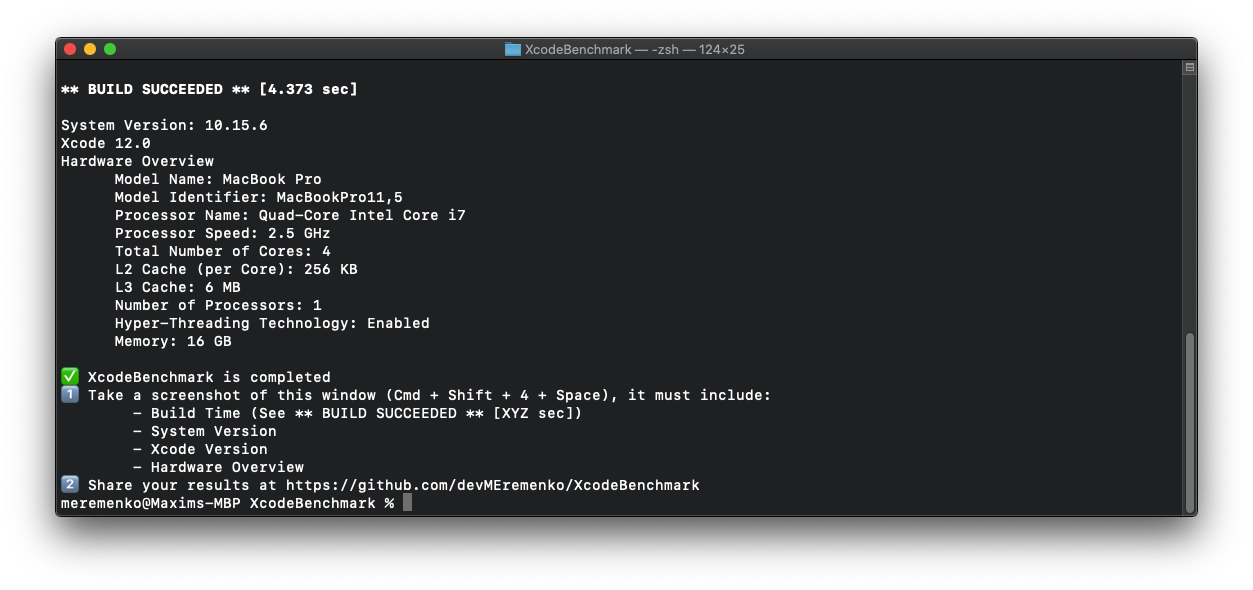 XcodeBenchmark — -zsh — 124×25
** BUILD SUCCEEDED ** [4.373 sec]
System Version: 10.15.6
Xcode 12.0
Hardware Overview
Model Name: MacBook Pro
Model Identifier: MacBookPro11,5
Processor Name: Quad-Core Intel Core i7
Processor Speed: 2.5 GHz
Total Number of Cores: 4
L2 Cache (per Core): 256 KB
L3 Cache: 6 MB
Number of Processors: 1
Hyper-Threading Technology: Enabled
Memory: 16 GB
✅ XcodeBenchmark is completed
1️⃣ Take a screenshot of this window (Cmd + Shift + 4 + Space), it must include:
- Build Time (See ** BUILD SUCCEEDED ** [XYZ sec])
- System Version
- Xcode Version
- Hardware Overview
2️⃣ Share your results at https://github.com/devMEremenko/XcodeBenchmark
meremenko@Maxims-MBP XcodeBenchmark %